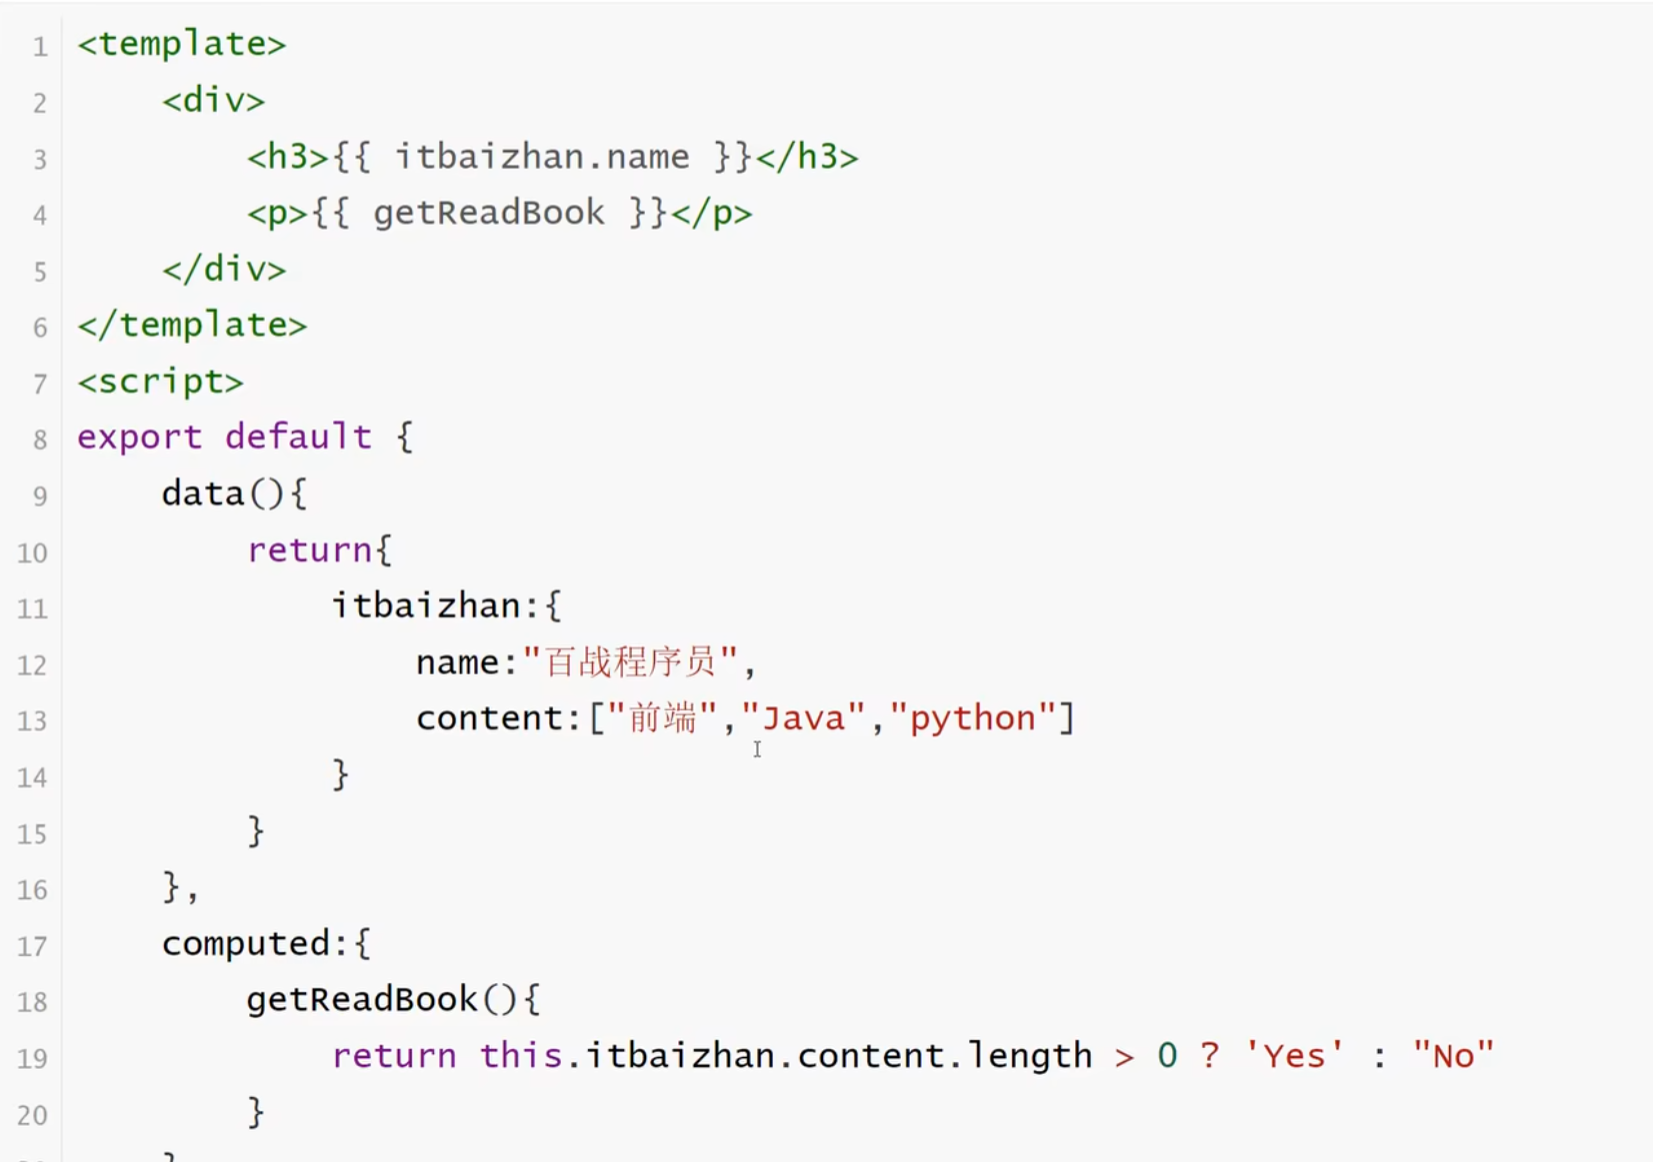 1 <template>
2 <div>
3 <h3>{{ itbaizhan.name }}</h3>
4 <p>{{ getReadBook }}</p>
5 </div>
6 </template>
7 <script>
8 export default {
9 data(){
10 return{
11 itbaizhan:{
12 name:"百战程序员",
13 content:["前端","Java","python"]
14 }
15 }
16 },
17 computed:{
18 getReadBook(){
19 return this.itbaizhan.content.length > 0 ? 'Yes' : "No"
20 }